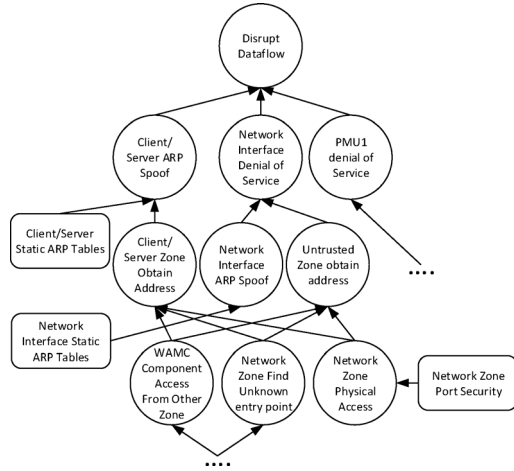 Disrupt
Dataflow
Client/
Server ARP
Spoof
Network
Interface
Denial of
Service
PMU1
denial of
Service
Client/Server
Static ARP Tables
Client/
Server Zone
Obtain
Address
Network
Interface
ARP Spoof
Untrusted
Zone obtain
address
....
Network
Interface Static
ARP Tables
WAMC
Component
Access
From Other
Zone
Network
Zone Find
Unknown
entry point
Network
Zone
Physical
Access
Network Zone
Port Security
....